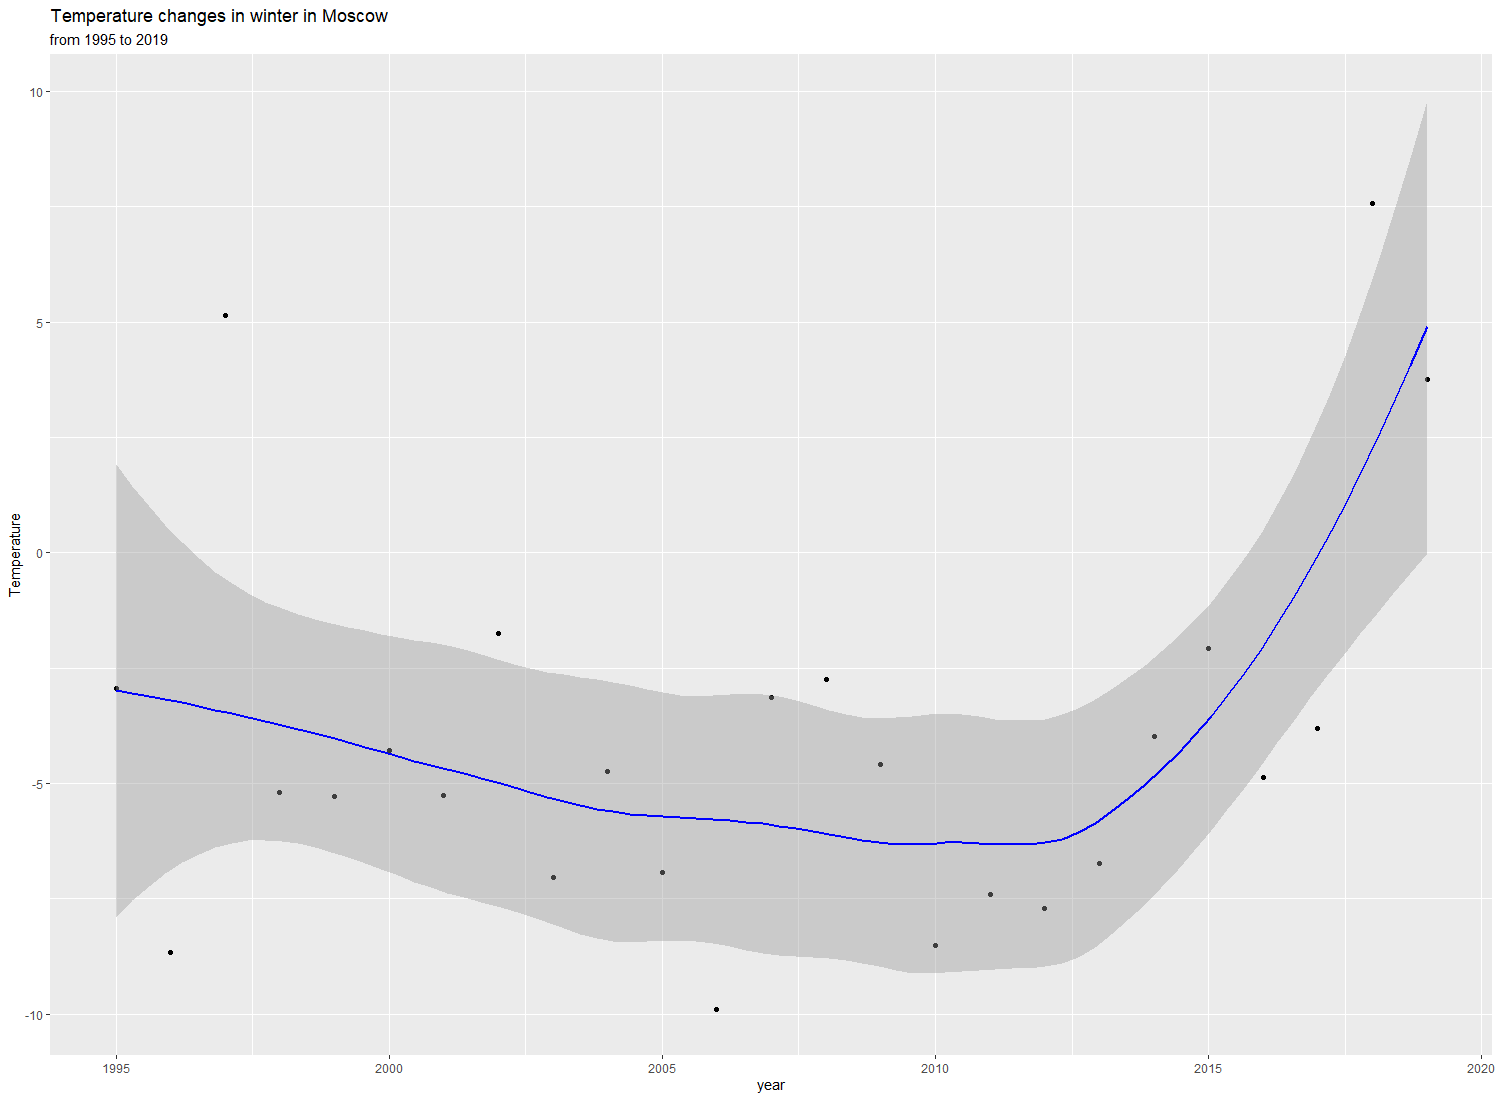 Temperature changes in winter in Moscow
from 1995 to 2019
10
5
0
-5
-10
Temperature
1995 2000 2005 2010 2015 2020
year